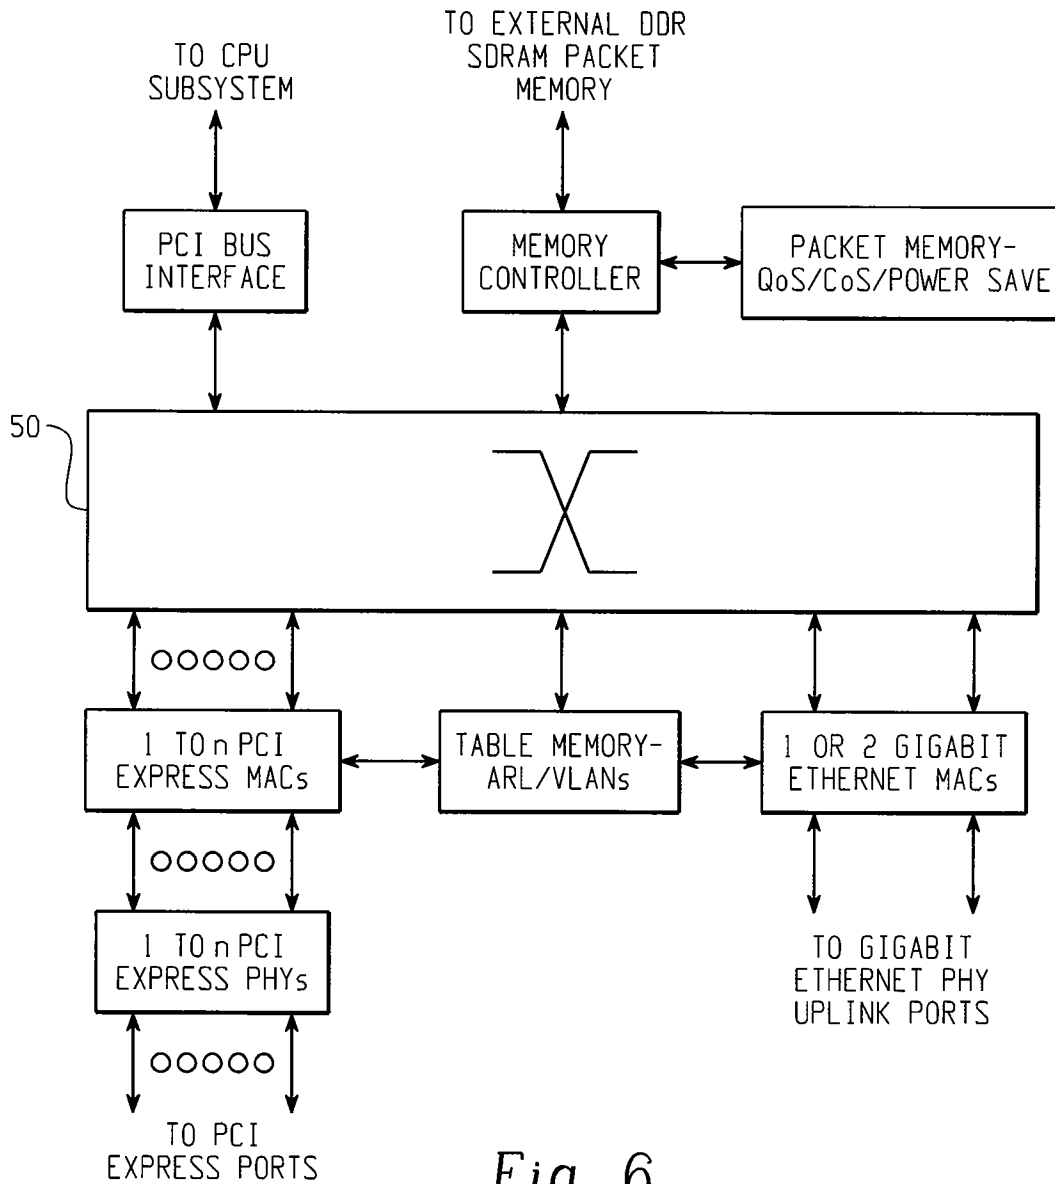 TO CPU
SUBSYSTEM
TO EXTERNAL DDR
SDRAM PACKET
MEMORY
PCI BUS
INTERFACE
MEMORY
CONTROLLER
PACKET MEMORY-
QoS/CoS/POWER SAVE
50
1 TO n PCI
EXPRESS MACs
TABLE MEMORY-
ARL/VLANs
1 OR 2 GIGABIT
ETHERNET MACs
1 TO n PCI
EXPRESS PHYs
TO GIGABIT
ETHERNET PHY
UPLINK PORTS
TO PCI
EXPRESS PORTS
Fig. 6